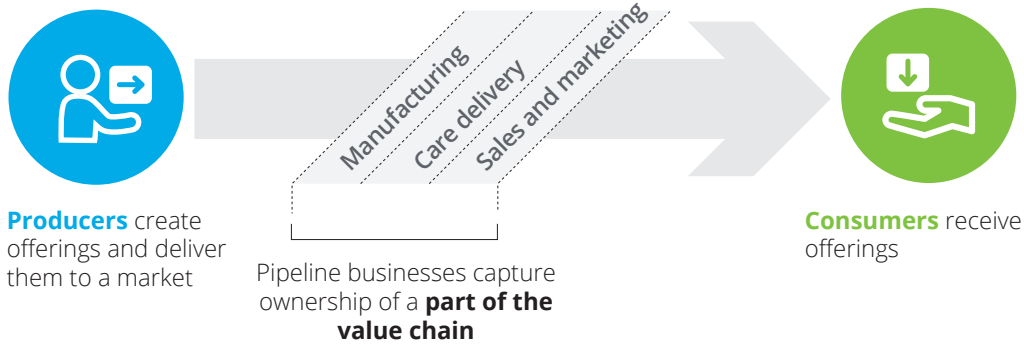 Manufacturing
Care delivery
Sales and marketing
Producers create
offerings and deliver
them to a market
Pipeline businesses capture
ownership of a part of the
value chain
Consumers receive
offerings